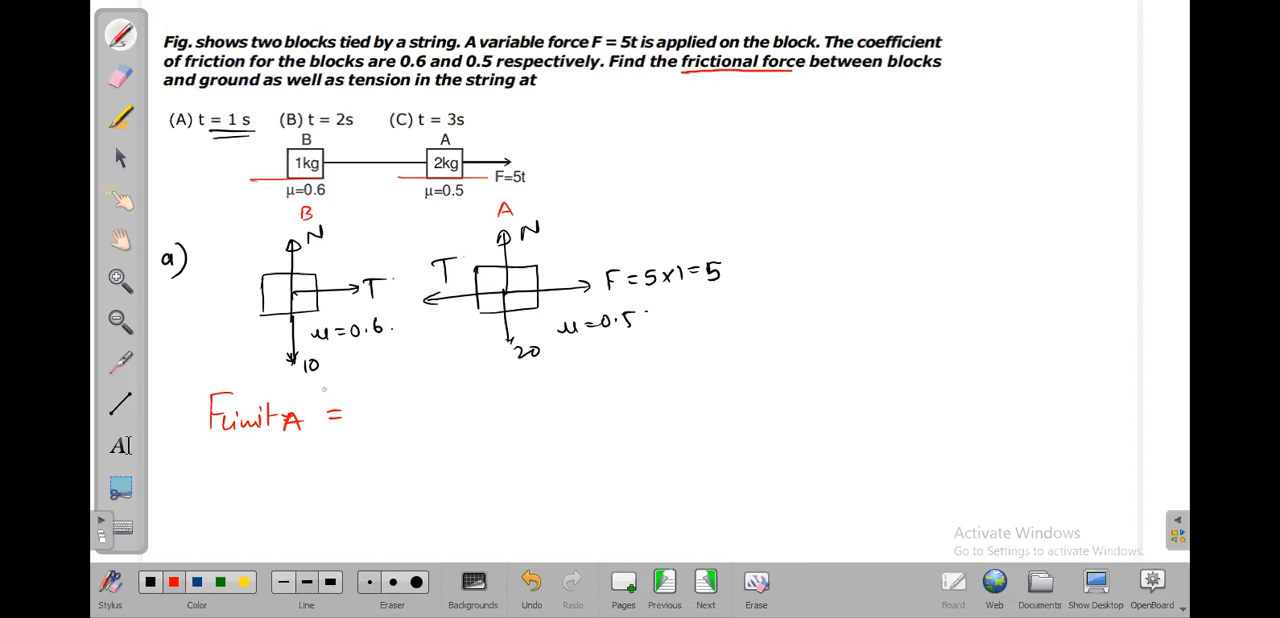 Fig. shows two blocks tied by a string. A variable force F = 5t is applied on the block. The coefficient
of friction for the blocks are 0.6 and 0.5 respectively. Find the frictional force between blocks
and ground as well as tension in the string at
(A) t = 1 s (B) t = 2s (C) t = 3s
B A
1kg 2kg
F=5t
μ=0.6 μ=0.5
B A
a) N N
T T F = 5×1 = 5
μ=0.6 μ=0.5
10 20
Flimit A =
Activate Windows
Go to Settings to activate Windows.
Stylus Color Line Eraser Backgrounds Undo Redo Pages Previous Next Erase Board Web Documents Show Desktop OpenBoard